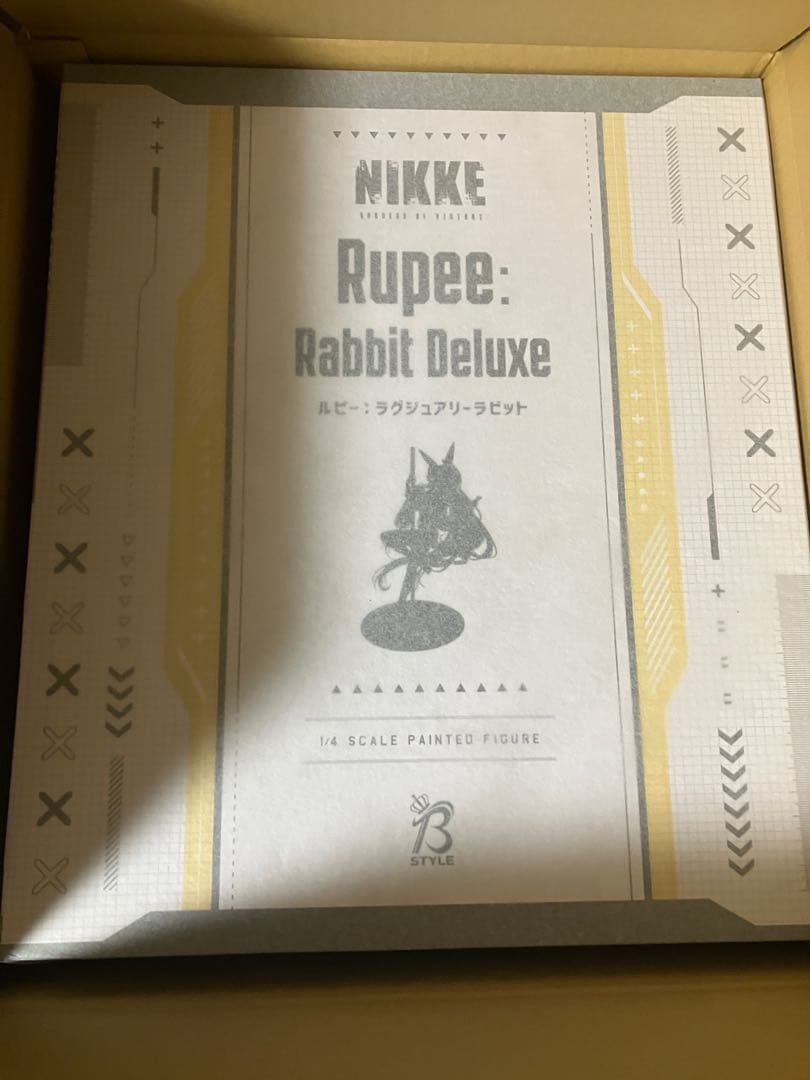 NIKKE
GODDESS OF VICTORY
Rupee:
Rabbit Deluxe
ルピー：ラグジュアリーラビット
1/4 SCALE PAINTED FIGURE
B
STYLE